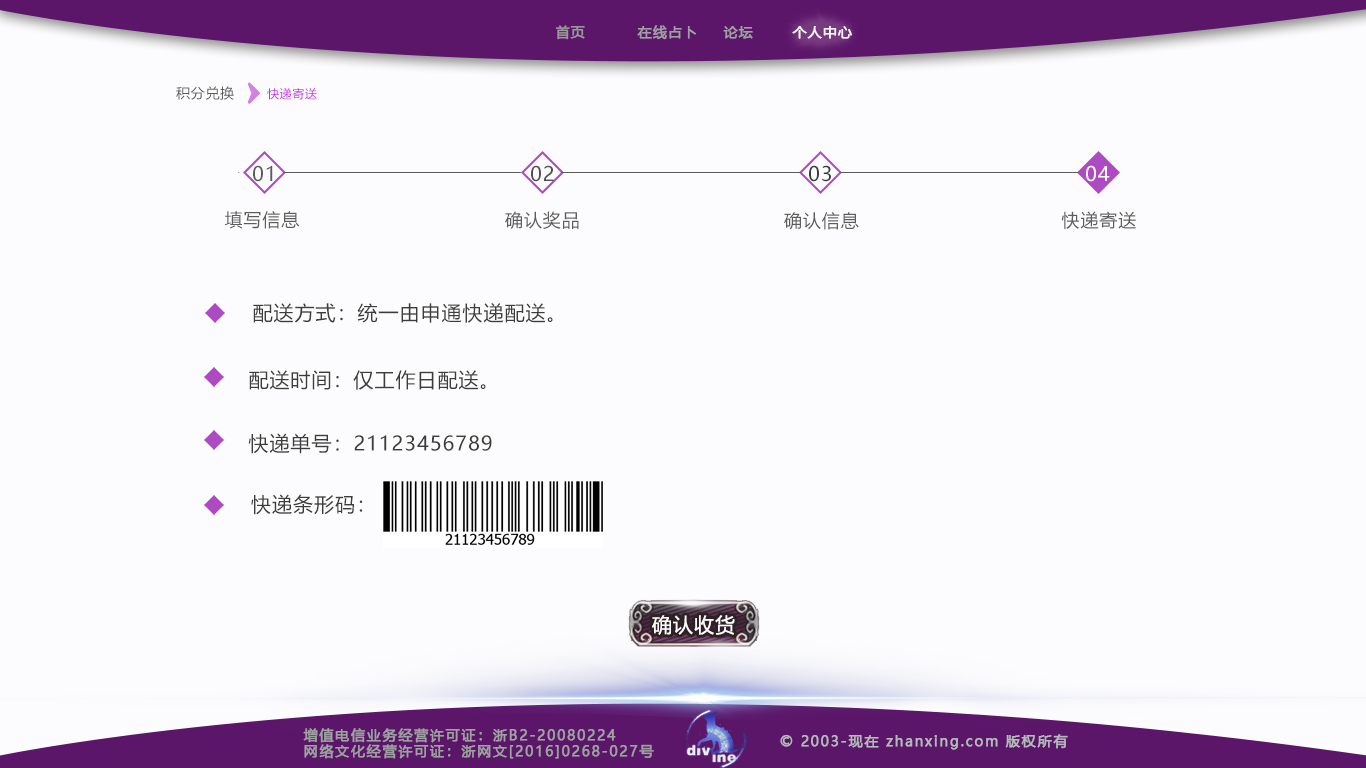 首页 在线占卜 论坛 个人中心
积分兑换 快递寄送
01 02 03 04
填写信息 确认奖品 确认信息 快递寄送
配送方式：统一由申通快递配送。
配送时间：仅工作日配送。
快递单号：21123456789
快递条形码：
21123456789
确认收货
增值电信业务经营许可证：浙B2-20080224
网络文化经营许可证：浙网文[2016]0268-027号
divine
© 2003-现在 zhanxing.com 版权所有